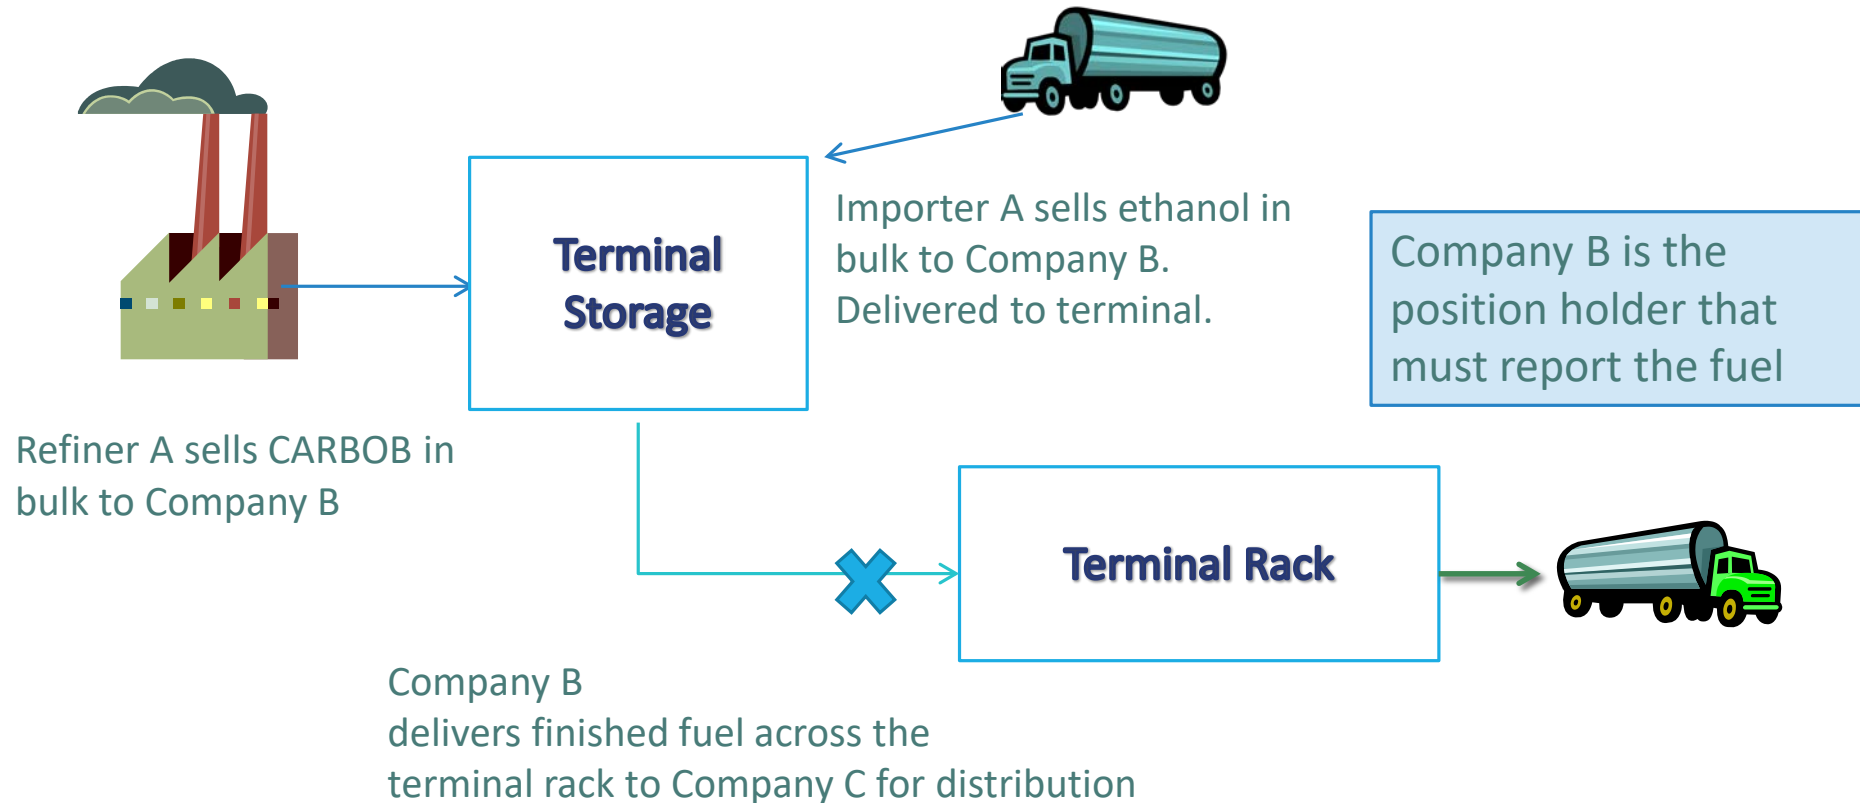 Terminal
Storage
Importer A sells ethanol in
bulk to Company B.
Delivered to terminal.
Company B is the
position holder that
must report the fuel
Refiner A sells CARBOB in
bulk to Company B
Terminal Rack
Company B
delivers finished fuel across the
terminal rack to Company C for distribution